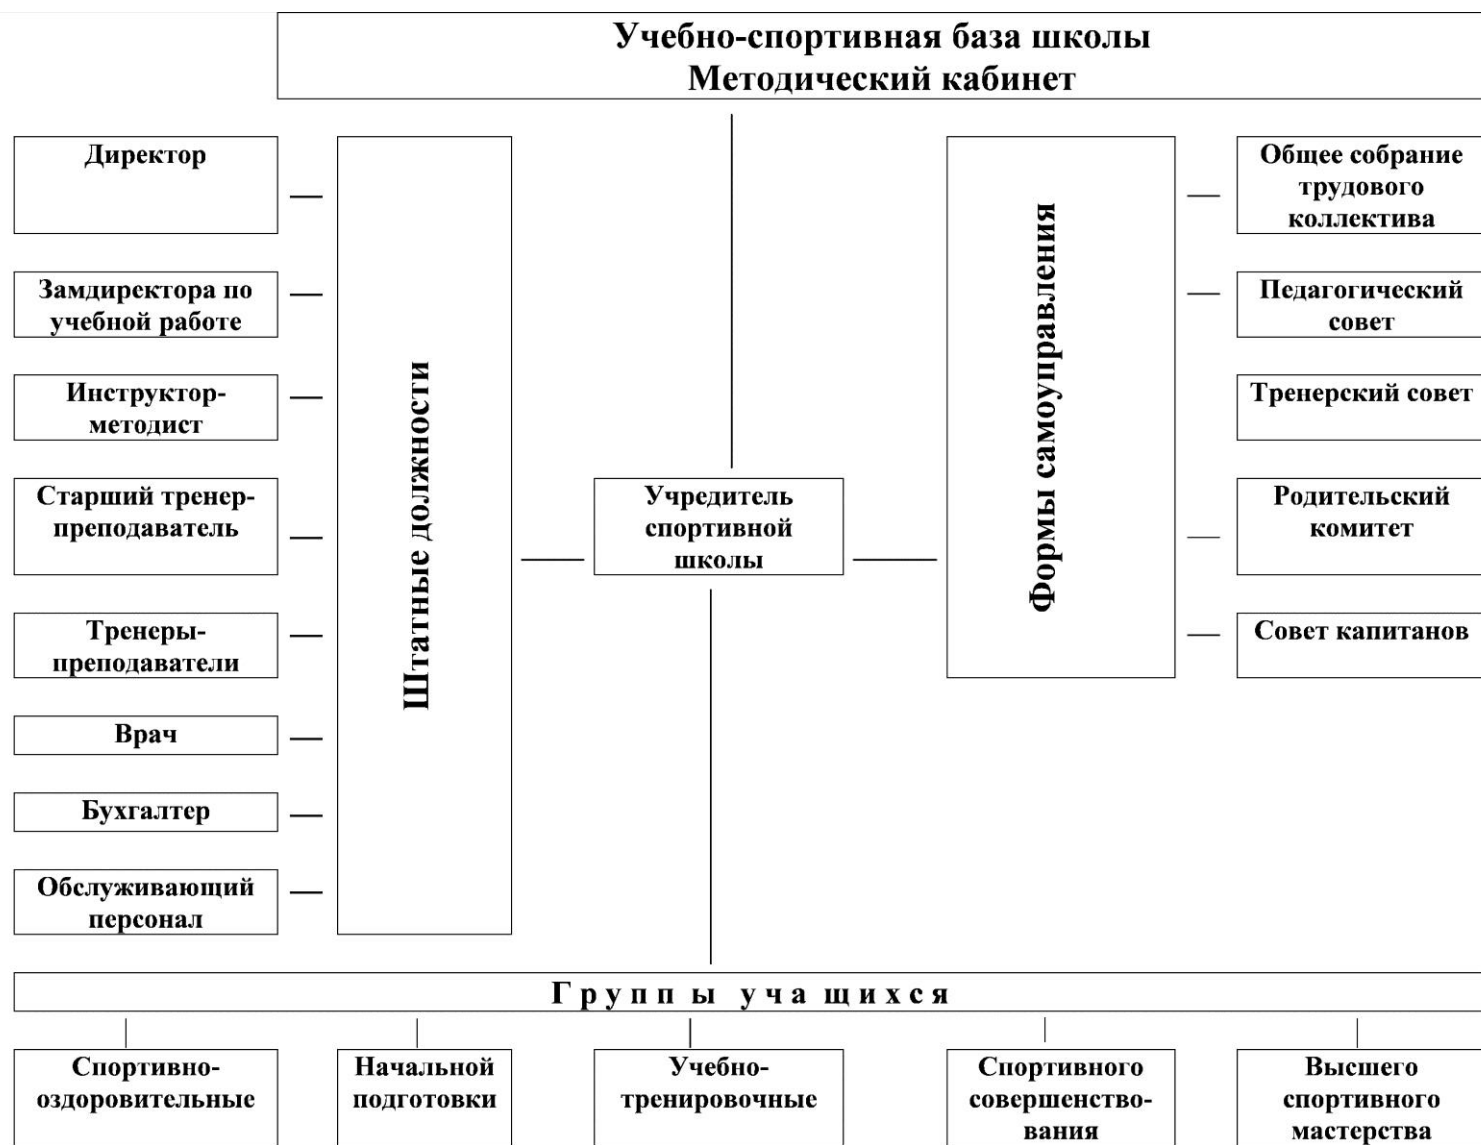 Учебно-спортивная база школы
Методический кабинет
Директор
Замдиректора по
учебной работе
Инструктор-
методист
Старший тренер-
преподаватель
Тренеры-
преподаватели
Врач
Бухгалтер
Обслуживающий
персонал
Штатные должности
Учредитель
спортивной
школы
Формы самоуправления
Общее собрание
трудового
коллектива
Педагогический
совет
Тренерский совет
Родительский
комитет
Совет капитанов
Г р у п п ы у ч а щ и х с я
Спортивно-
оздоровительные
Начальной
подготовки
Учебно-
тренировочные
Спортивного
совершенство-
вания
Высшего
спортивного
мастерства